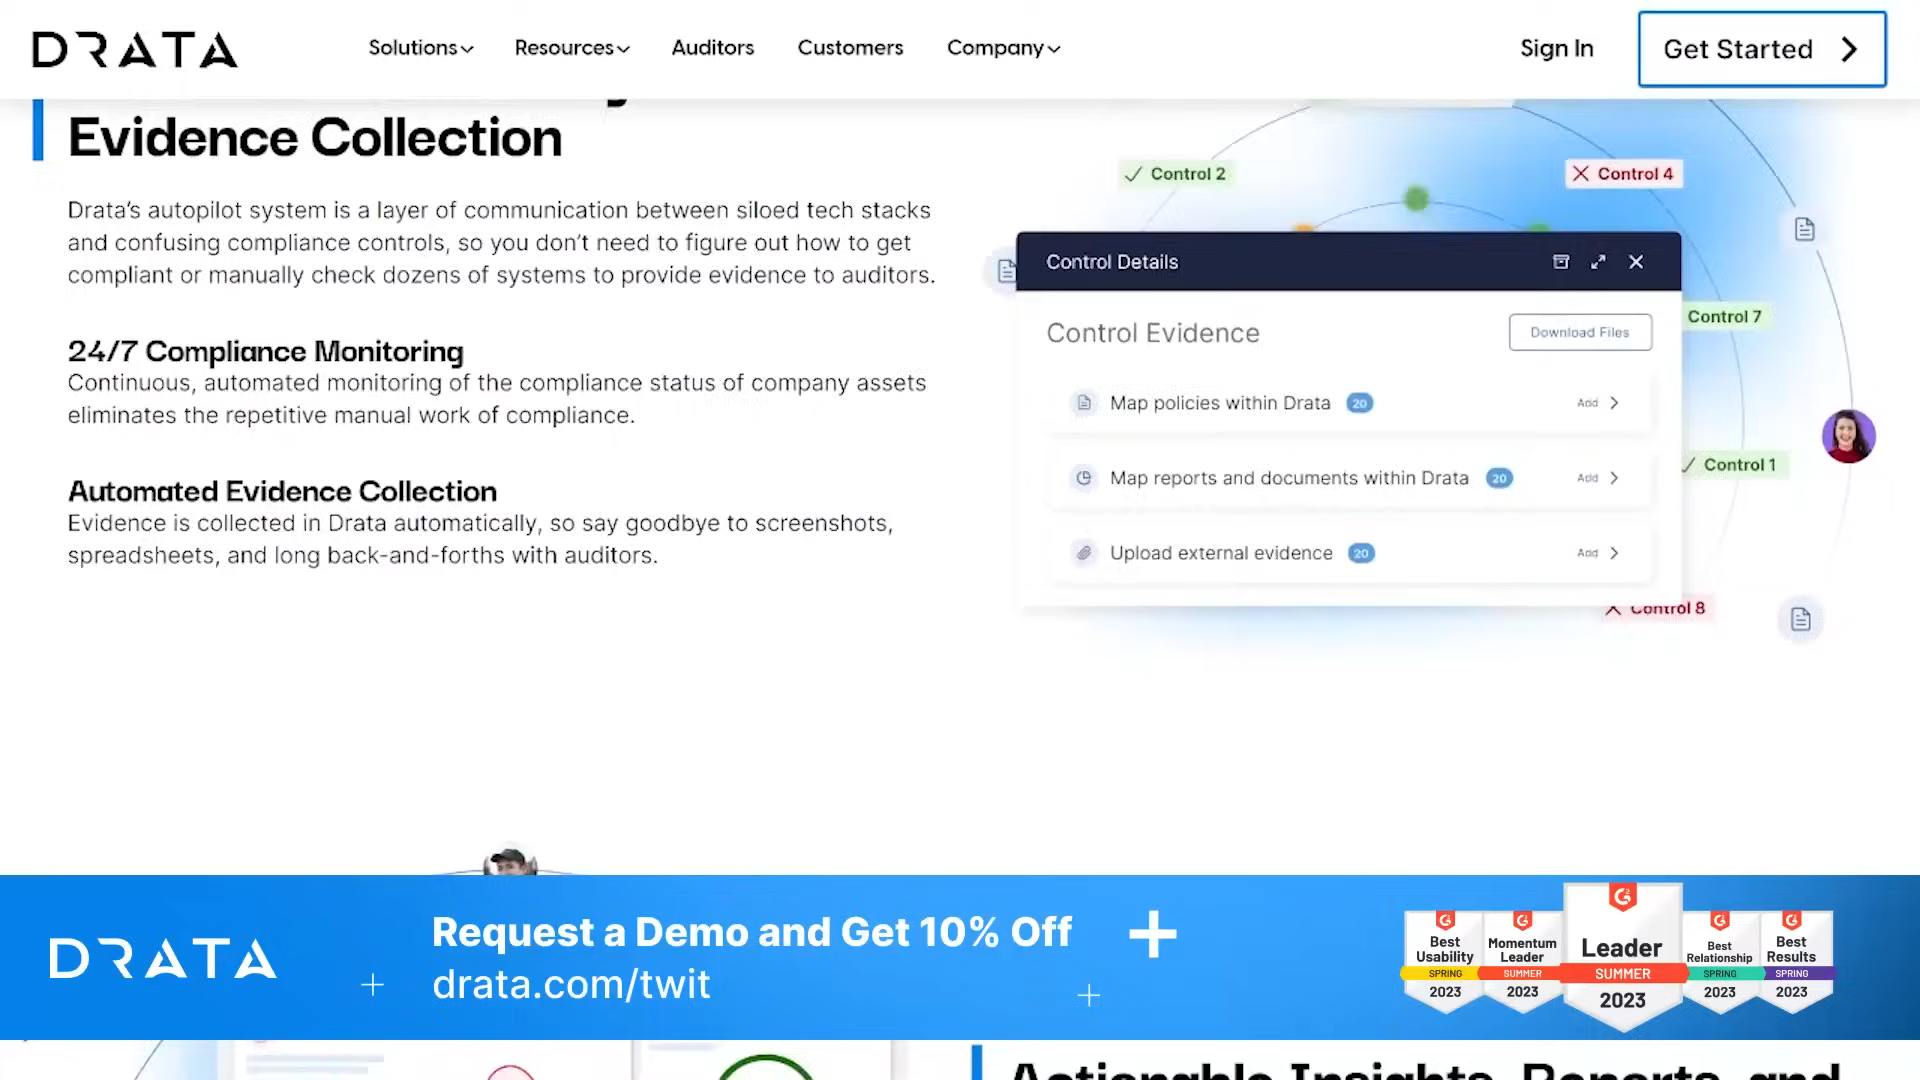 DRATA
Solutions
Resources
Auditors
Customers
Company
Sign In
Get Started
Evidence Collection
Drata’s autopilot system is a layer of communication between siloed tech stacks
and confusing compliance controls, so you don’t need to figure out how to get
compliant or manually check dozens of systems to provide evidence to auditors.
24/7 Compliance Monitoring
Continuous, automated monitoring of the compliance status of company assets
eliminates the repetitive manual work of compliance.
Automated Evidence Collection
Evidence is collected in Drata automatically, so say goodbye to screenshots,
spreadsheets, and long back-and-forths with auditors.
Control 2
Control 4
Control Details
Control 7
Control Evidence
Download Files
Map policies within Drata 20
Add
Map reports and documents within Drata 20
Add
Control 1
Upload external evidence 20
Add
Control 8
DRATA
Request a Demo and Get 10% Off
drata.com/twit
Best
Usability
SPRING
2023
Momentum
Leader
SUMMER
2023
Leader
SUMMER
2023
Best
Relationship
SPRING
2023
Best
Results
SPRING
2023
Actionable Insights, Reports, and